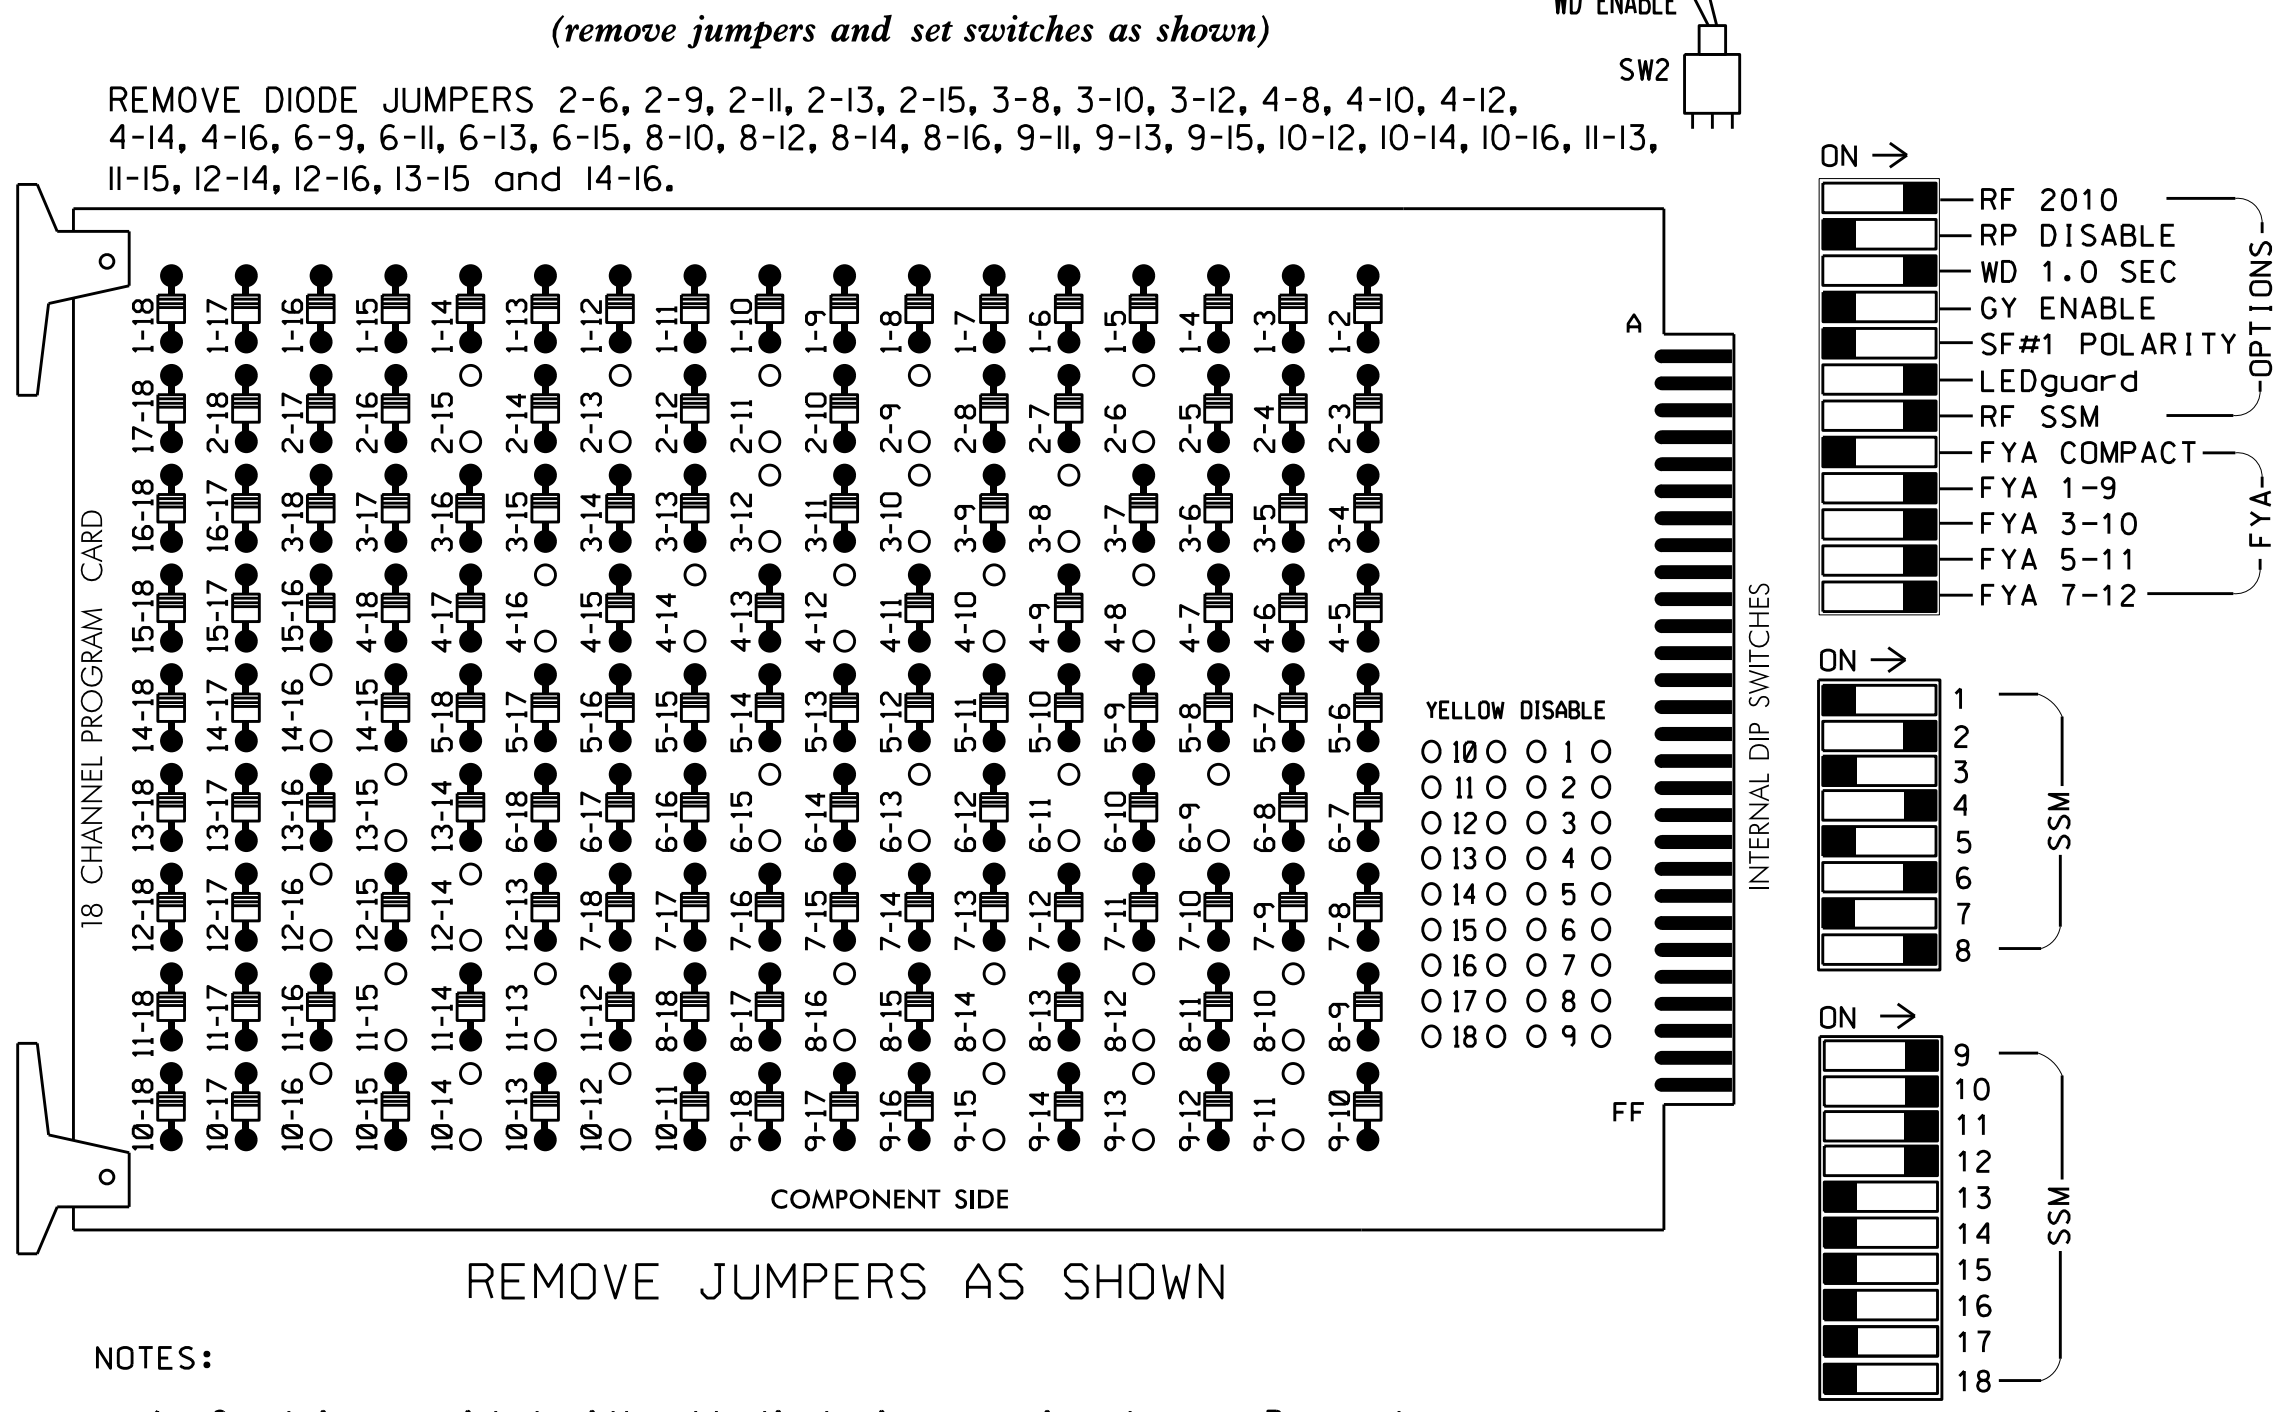 WD ENABLE
(remove jumpers and set switches as shown)
SW2
REMOVE DIODE JUMPERS 2-6, 2-9, 2-11, 2-13, 2-15, 3-8, 3-10, 3-12, 4-8, 4-10, 4-12,
4-14, 4-16, 6-9, 6-11, 6-13, 6-15, 8-10, 8-12, 8-14, 8-16, 9-11, 9-13, 9-15, 10-12, 10-14, 10-16, 11-13,
11-15, 12-14, 12-16, 13-15 and 14-16.
18 CHANNEL PROGRAM CARD
1-18 1-17 1-16 1-15 1-14 1-13 1-12 1-11 1-10 1-9 1-8 1-7 1-6 1-5 1-4 1-3 1-2
17-18 2-18 2-17 2-16 2-15 2-14 2-13 2-12 2-11 2-10 2-9 2-8 2-7 2-6 2-5 2-4 2-3
16-18 16-17 3-18 3-17 3-16 3-15 3-14 3-13 3-12 3-11 3-10 3-9 3-8 3-7 3-6 3-5 3-4
15-18 15-17 15-16 4-18 4-17 4-16 4-15 4-14 4-13 4-12 4-11 4-10 4-9 4-8 4-7 4-6 4-5
14-18 14-17 14-16 14-15 5-18 5-17 5-16 5-15 5-14 5-13 5-12 5-11 5-10 5-9 5-8 5-7 5-6
13-18 13-17 13-16 13-15 13-14 6-18 6-17 6-16 6-15 6-14 6-13 6-12 6-11 6-10 6-9 6-8 6-7
12-18 12-17 12-16 12-15 12-14 12-13 7-18 7-17 7-16 7-15 7-14 7-13 7-12 7-11 7-10 7-9 7-8
11-18 11-17 11-16 11-15 11-14 11-13 11-12 8-18 8-17 8-16 8-15 8-14 8-13 8-12 8-11 8-10 8-9
10-18 10-17 10-16 10-15 10-14 10-13 10-12 10-11 9-18 9-17 9-16 9-15 9-14 9-13 9-12 9-11 9-10
YELLOW DISABLE
10 1
11 2
12 3
13 4
14 5
15 6
16 7
17 8
18 9
A
FF
COMPONENT SIDE
INTERNAL DIP SWITCHES
ON
RF 2010
RP DISABLE
WD 1.0 SEC
GY ENABLE
SF#1 POLARITY
LEDguard
RF SSM
OPTIONS
FYA COMPACT
FYA 1-9
FYA 3-10
FYA 5-11
FYA 7-12
FYA
ON
1
2
3
4
5
6
7
8
SSM
ON
9
10
11
12
13
14
15
16
17
18
SSM
REMOVE JUMPERS AS SHOWN
NOTES: